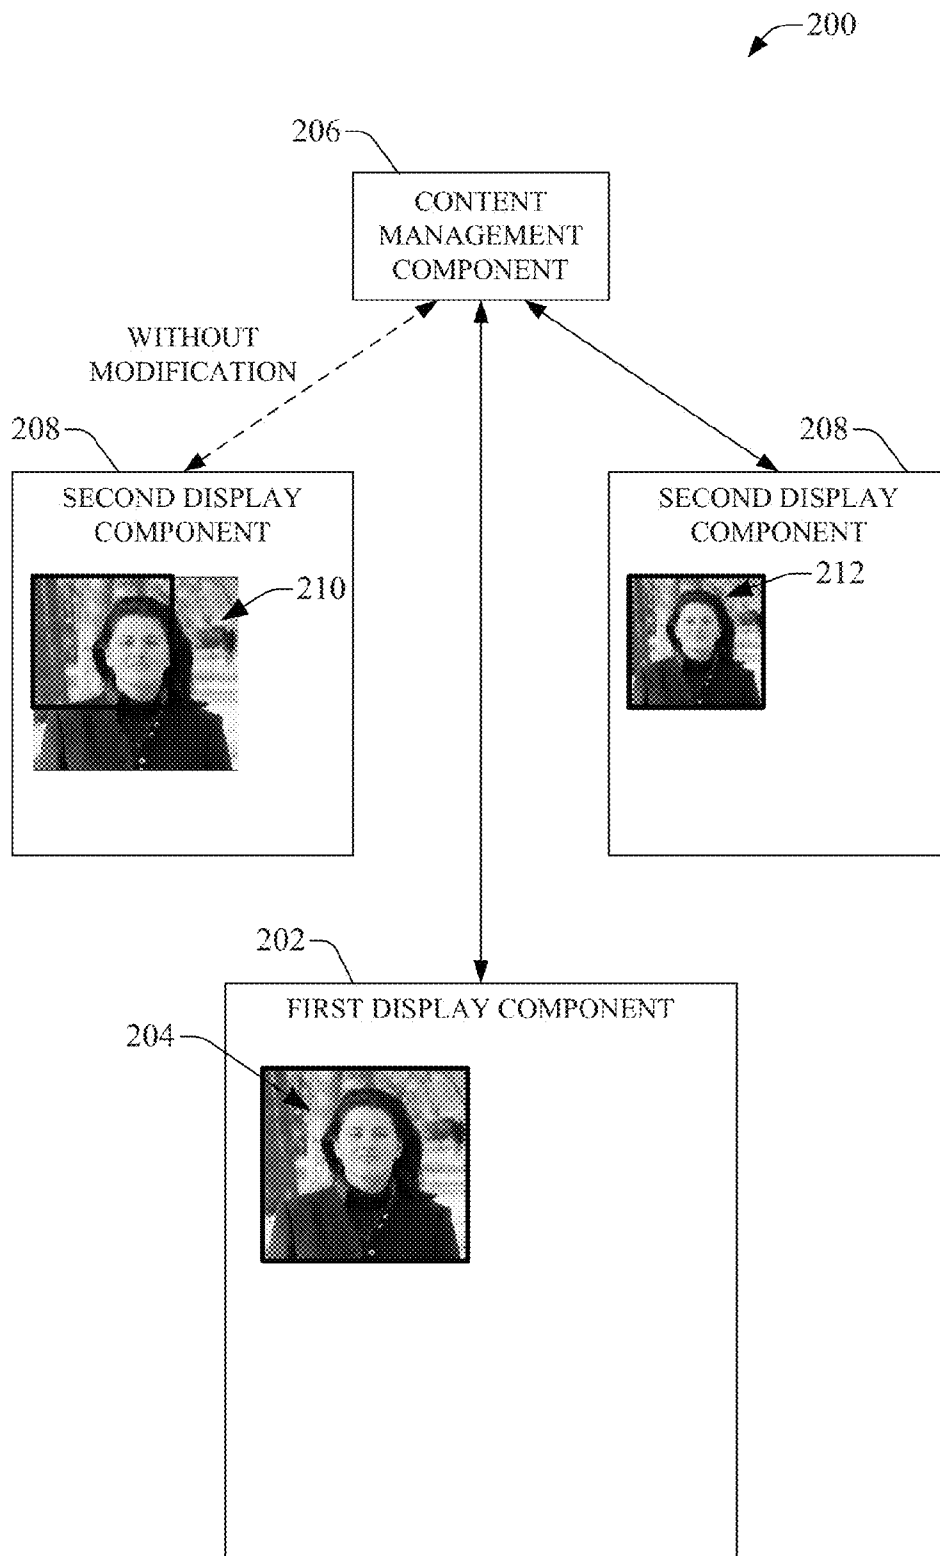 200
206
CONTENT
MANAGEMENT
COMPONENT
WITHOUT
MODIFICATION
208
208
SECOND DISPLAY
COMPONENT
SECOND DISPLAY
COMPONENT
210
212
202
FIRST DISPLAY COMPONENT
204